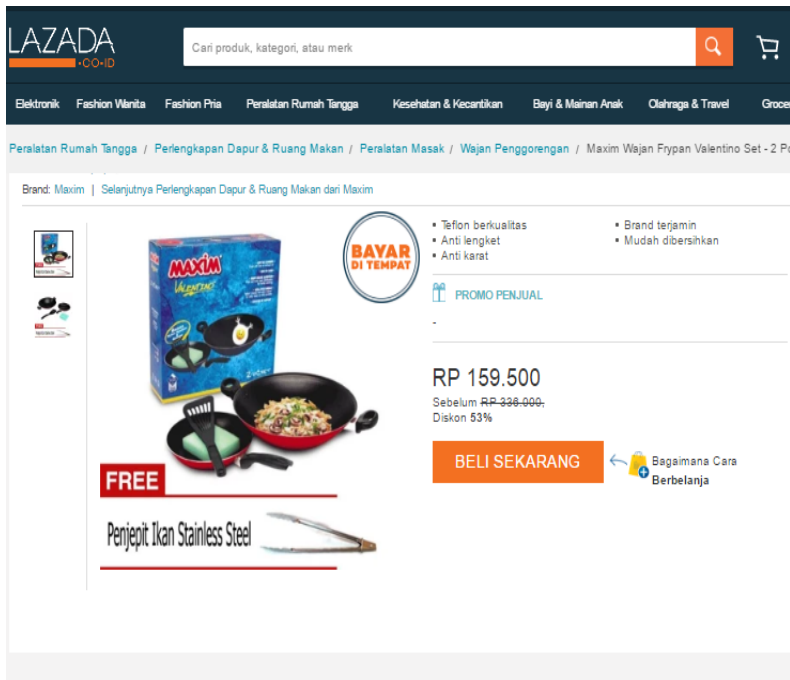 LAZADA
•CO•ID
Cari produk, kategori, atau merk
Elektronik Fashion Wanita Fashion Pria Peralatan Rumah Tangga Kesehatan & Kecantikan Bayi & Mainan Anak Olahraga & Travel Groce
Peralatan Rumah Tangga / Perlengkapan Dapur & Ruang Makan / Peralatan Masak / Wajan Penggorengan / Maxim Wajan Frypan Valentino Set - 2 Pc
Brand: Maxim | Selanjutnya Perlengkapan Dapur & Ruang Makan dari Maxim
MAXIM
Valentino
BAYAR
DI TEMPAT
FREE
Penjepit Ikan Stainless Steel
▪ Teflon berkualitas
▪ Anti lengket
▪ Anti karat
▪ Brand terjamin
▪ Mudah dibersihkan
PROMO PENJUAL
-
RP 159.500
Sebelum RP 336.000,
Diskon 53%
BELI SEKARANG
Bagaimana Cara
Berbelanja